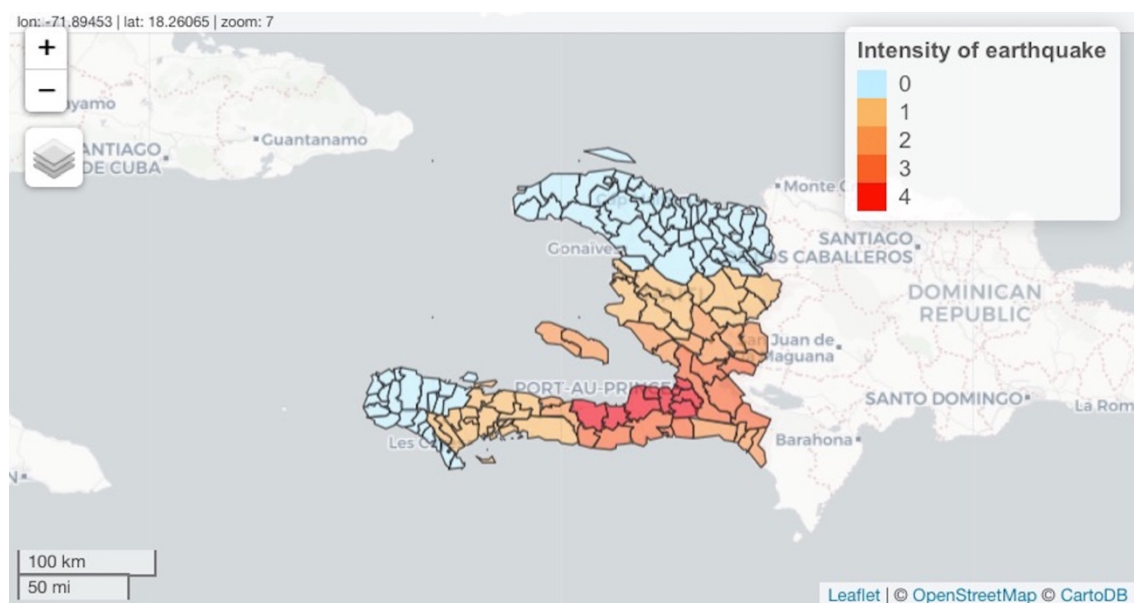 lon: -71.89453 | lat: 18.26065 | zoom: 7
+
−
Intensity of earthquake
0
1
2
3
4
Guantanamo
ANTIAGO
DE CUBA
Monte
Gonaives
SANTIAGO
OS CABALLEROS
DOMINICAN
REPUBLIC
an Juan de
Maguana
PORT-AU-PRINCE
SANTO DOMINGO
La Rom
Barahona
Les C
100 km
50 mi
Leaflet | © OpenStreetMap © CartoDB